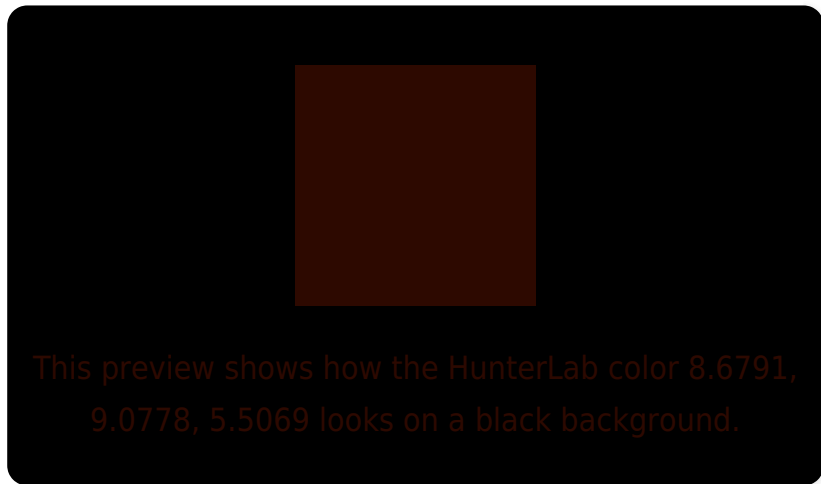 This preview shows how the HunterLab color 8.6791,
9.0778, 5.5069 looks on a black background.